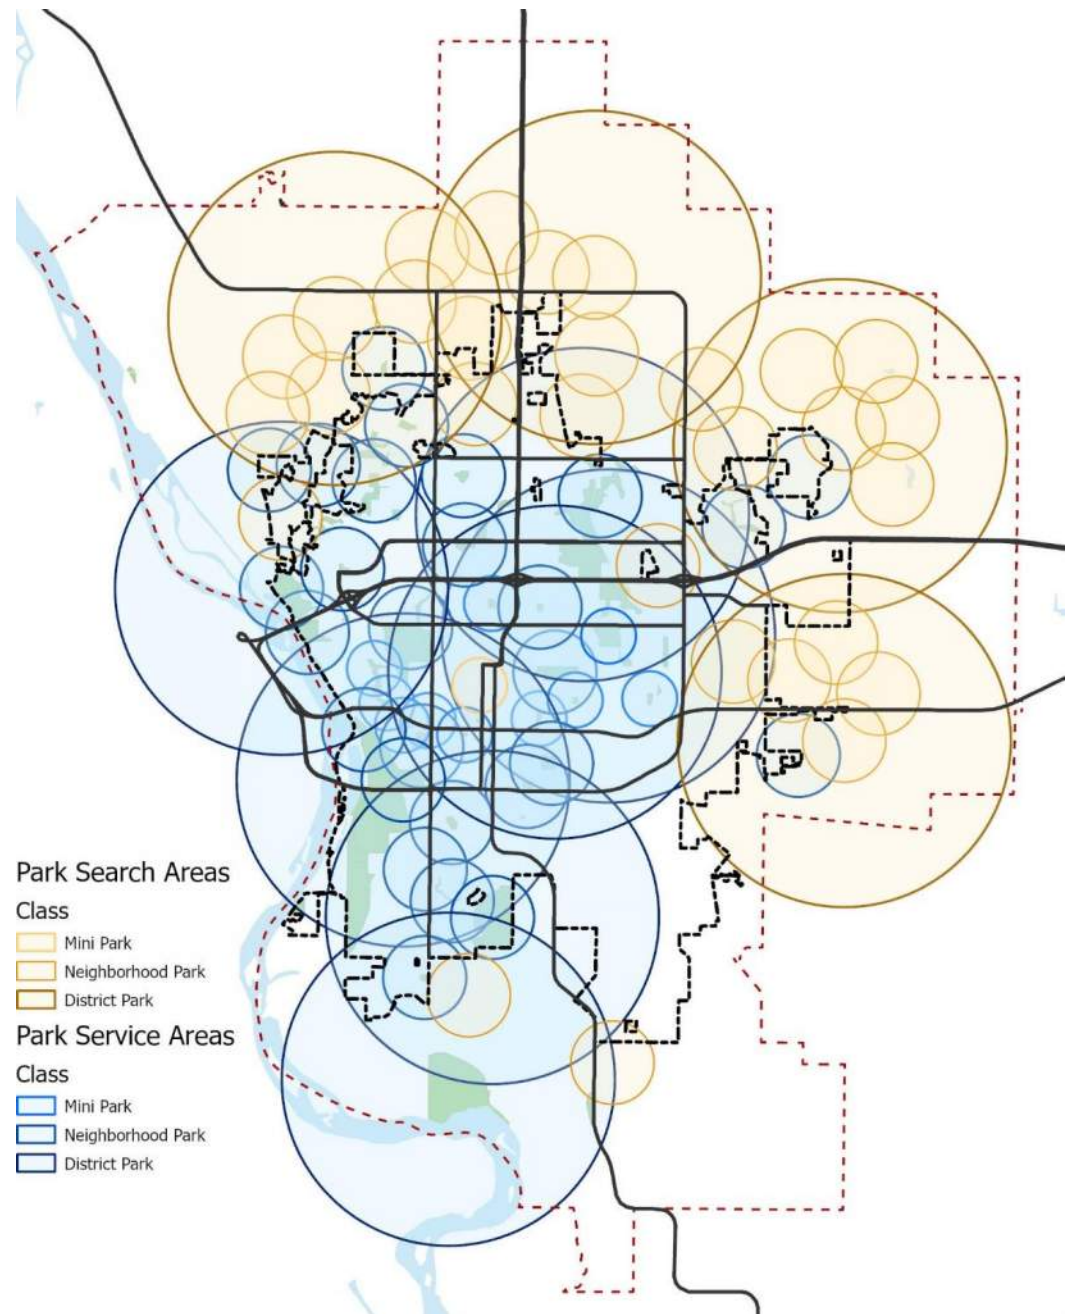 Park Search Areas
Class
Mini Park
Neighborhood Park
District Park
Park Service Areas
Class
Mini Park
Neighborhood Park
District Park